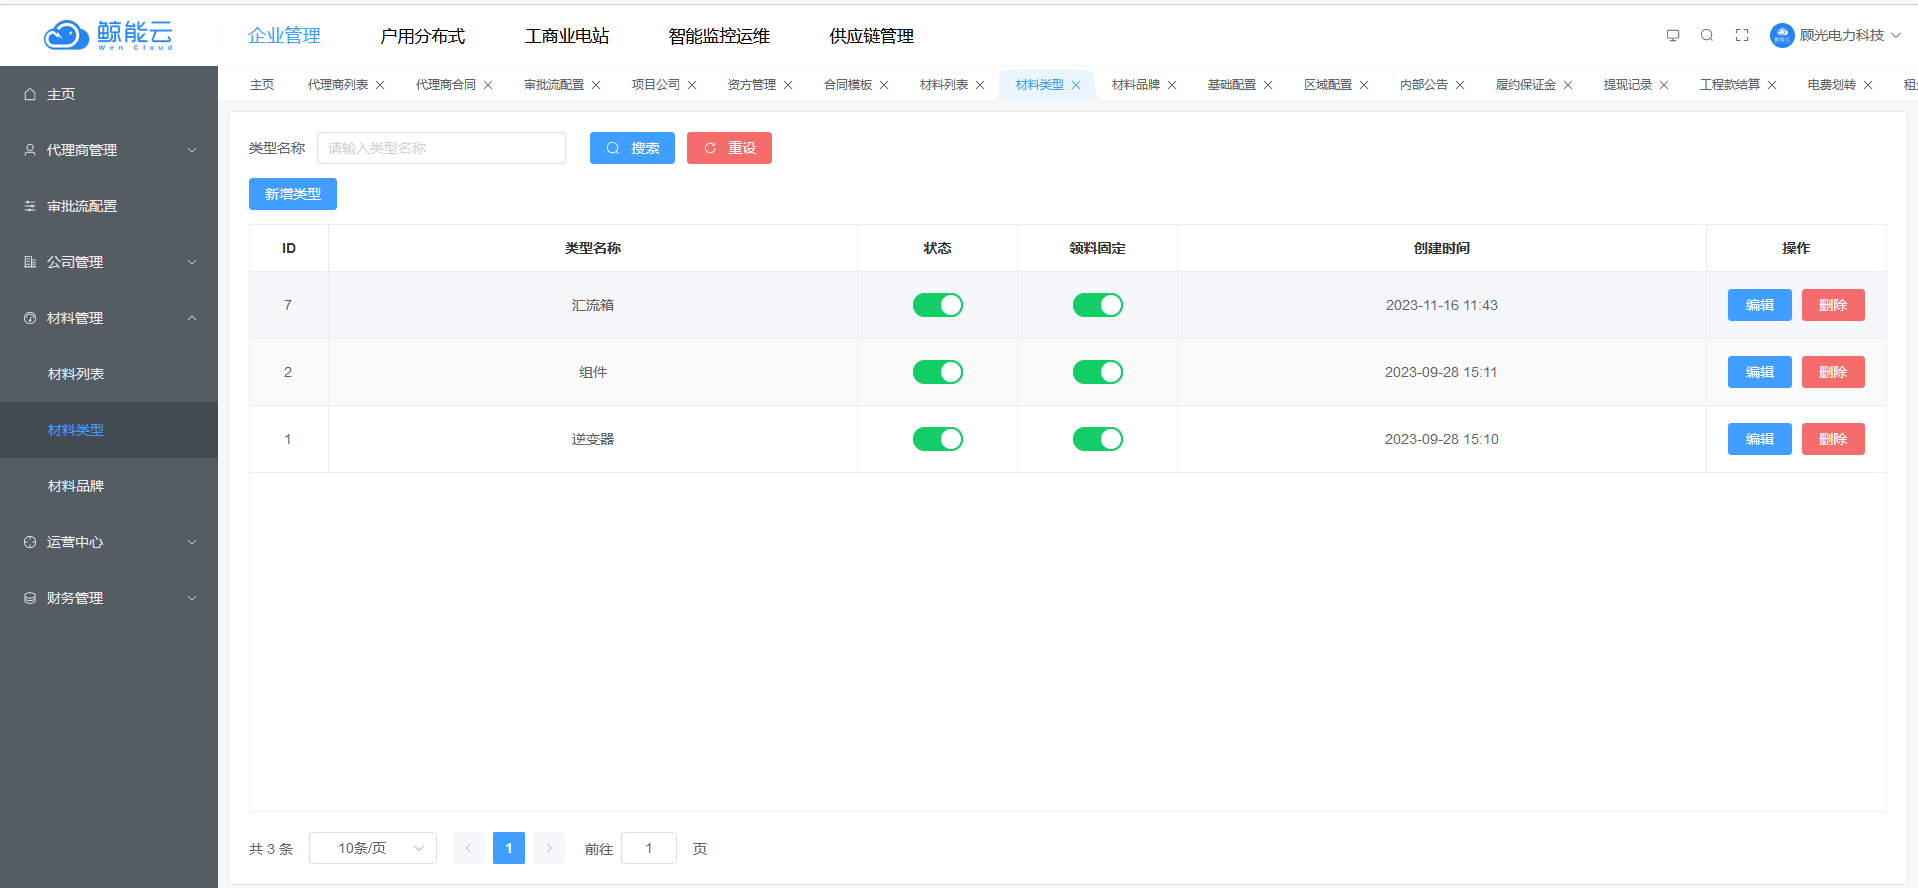 鲸能云
Wen Cloud
企业管理 户用分布式 工商业电站 智能监控运维 供应链管理
顾光电力科技
主页 代理商列表 代理商合同 审批流配置 项目公司 资方管理 合同模板 材料列表 材料类型 材料品牌 基础配置 区域配置 内部公告 履约保证金 提现记录 工程款结算 电费划转
主页
代理商管理
审批流配置
公司管理
材料管理
材料列表
材料类型
材料品牌
运营中心
财务管理
类型名称 请输入类型名称 搜索 重设
新增类型
ID 类型名称 状态 领料固定 创建时间 操作
7 汇流箱 2023-11-16 11:43 编辑 删除
2 组件 2023-09-28 15:11 编辑 删除
1 逆变器 2023-09-28 15:10 编辑 删除
共 3 条 10条/页 1 前往 1 页